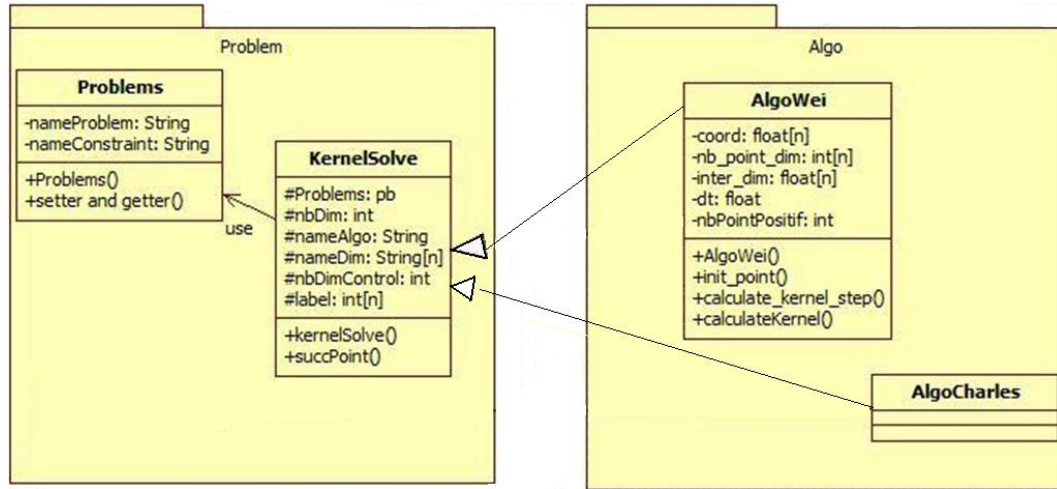 Problem
Problems
-nameProblem: String
-nameConstraint: String
+Problems()
+setter and getter()
use
KernelSolve
#Problems: pb
#nbDim: int
#nameAlgo: String
#nameDim: String[n]
#nbDimControl: int
#label: int[n]
+kernelSolve()
+succPoint()
Algo
AlgoWei
-coord: float[n]
-nb_point_dim: int[n]
-inter_dim: float[n]
-dt: float
-nbPointPositif: int
+AlgoWei()
+init_point()
+calculate_kernel_step()
+calculateKernel()
AlgoCharles